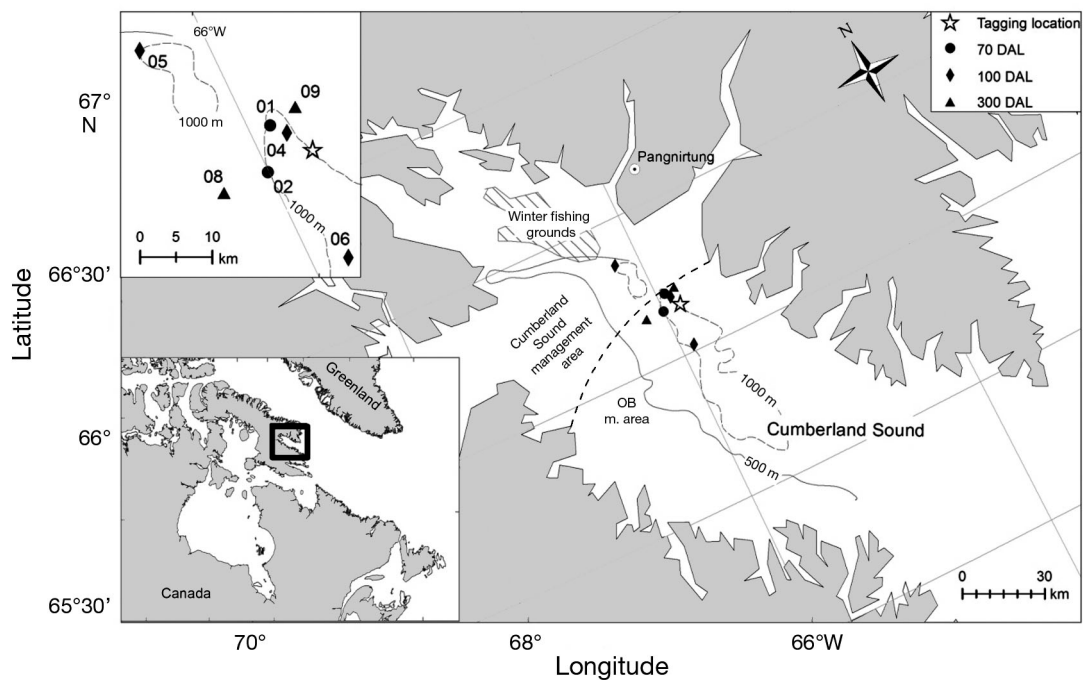 66°W
05
1000 m
01
09
04
08
02
1000 m
06
0 5 10
km
N
Tagging location
70 DAL
100 DAL
300 DAL
Pangnirtung
Winter fishing
grounds
Cumberland
Sound
management
area
OB
m. area
1000 m
Cumberland Sound
500 m
0 30
km
Greenland
Canada
67°
N
66°30’
66°
65°30’
Latitude
70°
68°
66°W
Longitude